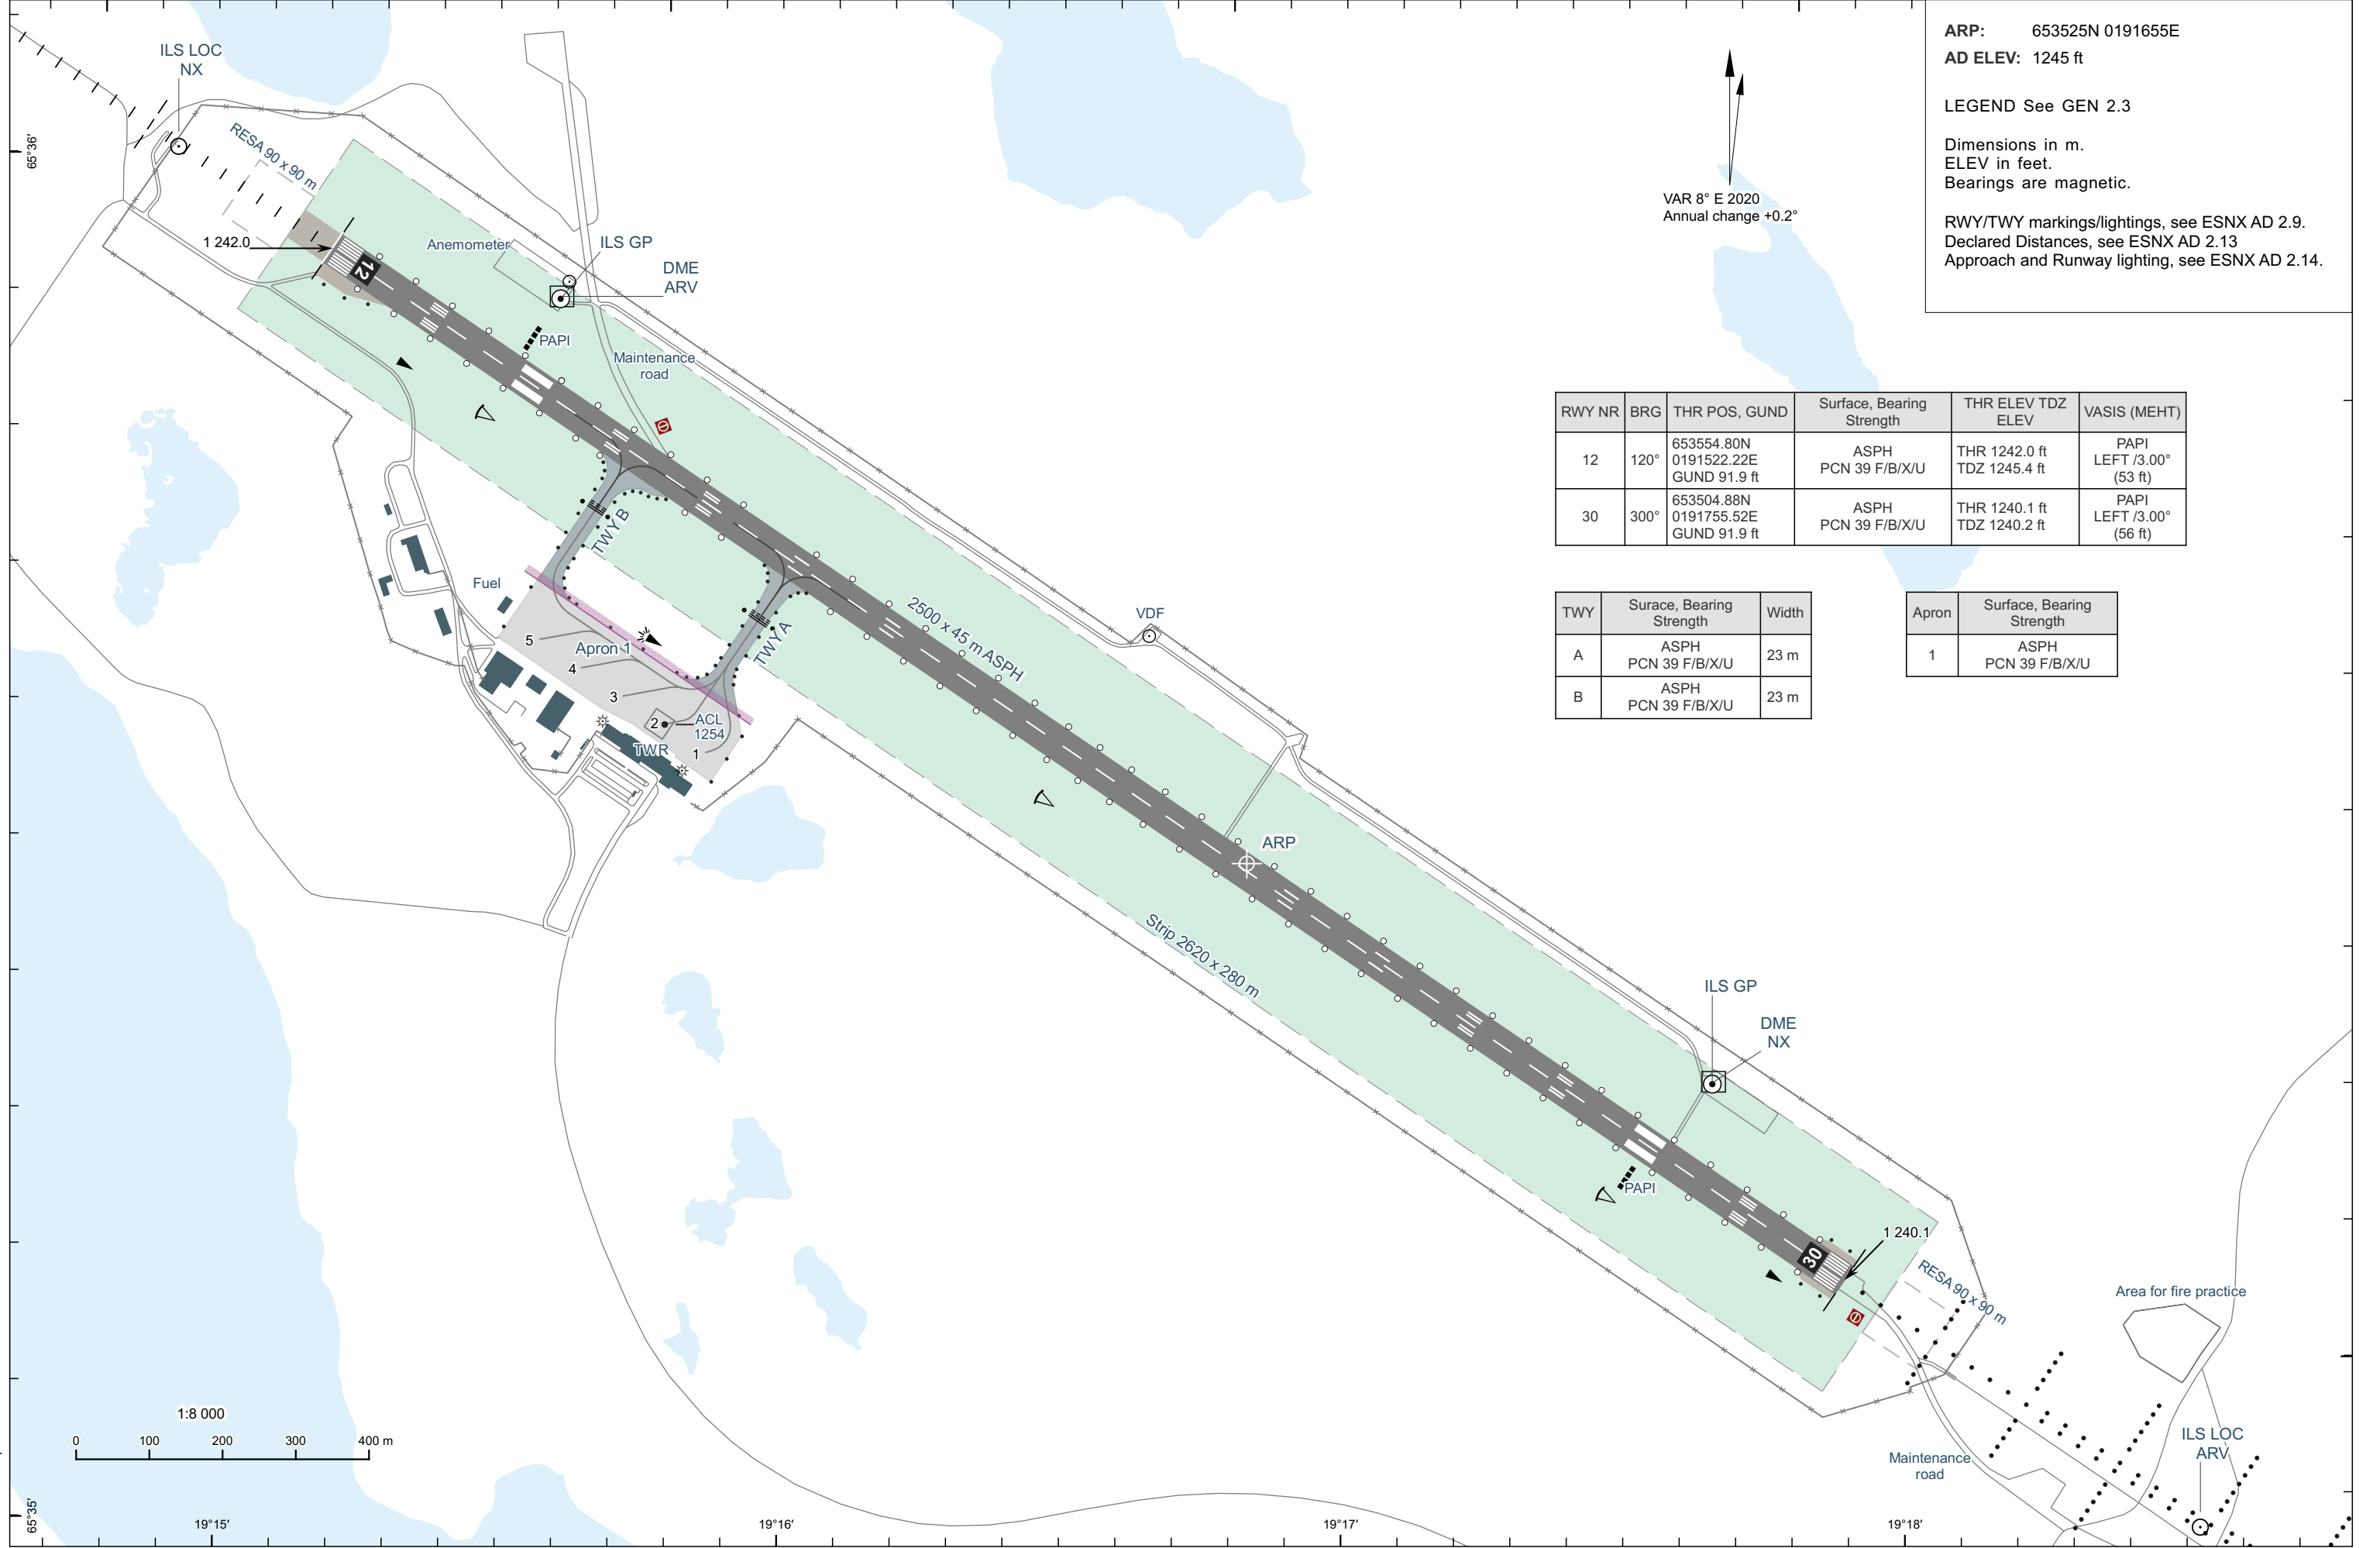 ARP: 653525N 0191655E
AD ELEV: 1245 ft
LEGEND See GEN 2.3
Dimensions in m.
ELEV in feet.
Bearings are magnetic.
RWY/TWY markings/lightings, see ESNX AD 2.9.
Declared Distances, see ESNX AD 2.13
Approach and Runway lighting, see ESNX AD 2.14.
ILS LOC
NX
65°36'
RESA 90 x 90 m
1 242.0
12
Anemometer
ILS GP
DME
ARV
PAPI
Maintenance
road
VAR 8° E 2020
Annual change +0.2°
RWY NR BRG THR POS, GUND Surface, Bearing Strength THR ELEV TDZ ELEV VASIS (MEHT)
12 120° 653554.80N 0191522.22E GUND 91.9 ft ASPH PCN 39 F/B/X/U THR 1242.0 ft TDZ 1245.4 ft PAPI LEFT /3.00° (53 ft)
30 300° 653504.88N 0191755.52E GUND 91.9 ft ASPH PCN 39 F/B/X/U THR 1240.1 ft TDZ 1240.2 ft PAPI LEFT /3.00° (56 ft)
TWY Surace, Bearing Strength Width
A ASPH PCN 39 F/B/X/U 23 m
B ASPH PCN 39 F/B/X/U 23 m
Apron Surface, Bearing Strength
1 ASPH PCN 39 F/B/X/U
TWY B
Fuel
TWY A
5
Apron 1
4
3
2
ACL
1254
1
TWR
2500 x 45 m ASPH
VDF
ARP
Strip 2620 x 280 m
ILS GP
DME
NX
PAPI
30
1 240.1
RESA 90 x 90 m
Area for fire practice
Maintenance
road
ILS LOC
ARV
1:8 000
0 100 200 300 400 m
65°35'
19°15' 19°16' 19°17' 19°18'